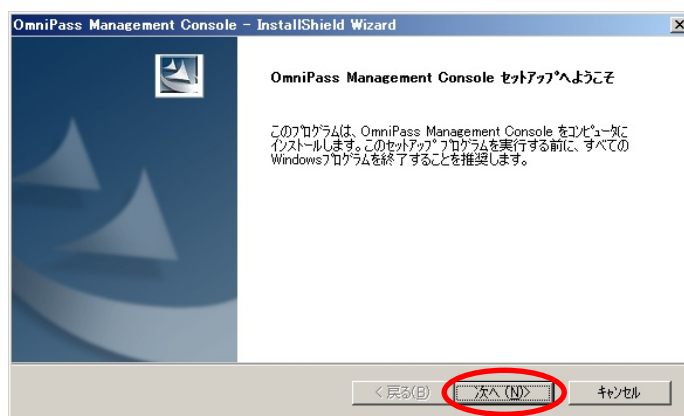 OmniPass Management Console - InstallShield Wizard
OmniPass Management Console セットアップへようこそ
このプログラムは、OmniPass Management Console をコンピュータに
インストールします。このセットアップ プログラムを実行する前に、すべての
Windowsプログラムを終了することを推奨します。
< 戻る(B)
次へ (N)>
キャンセル